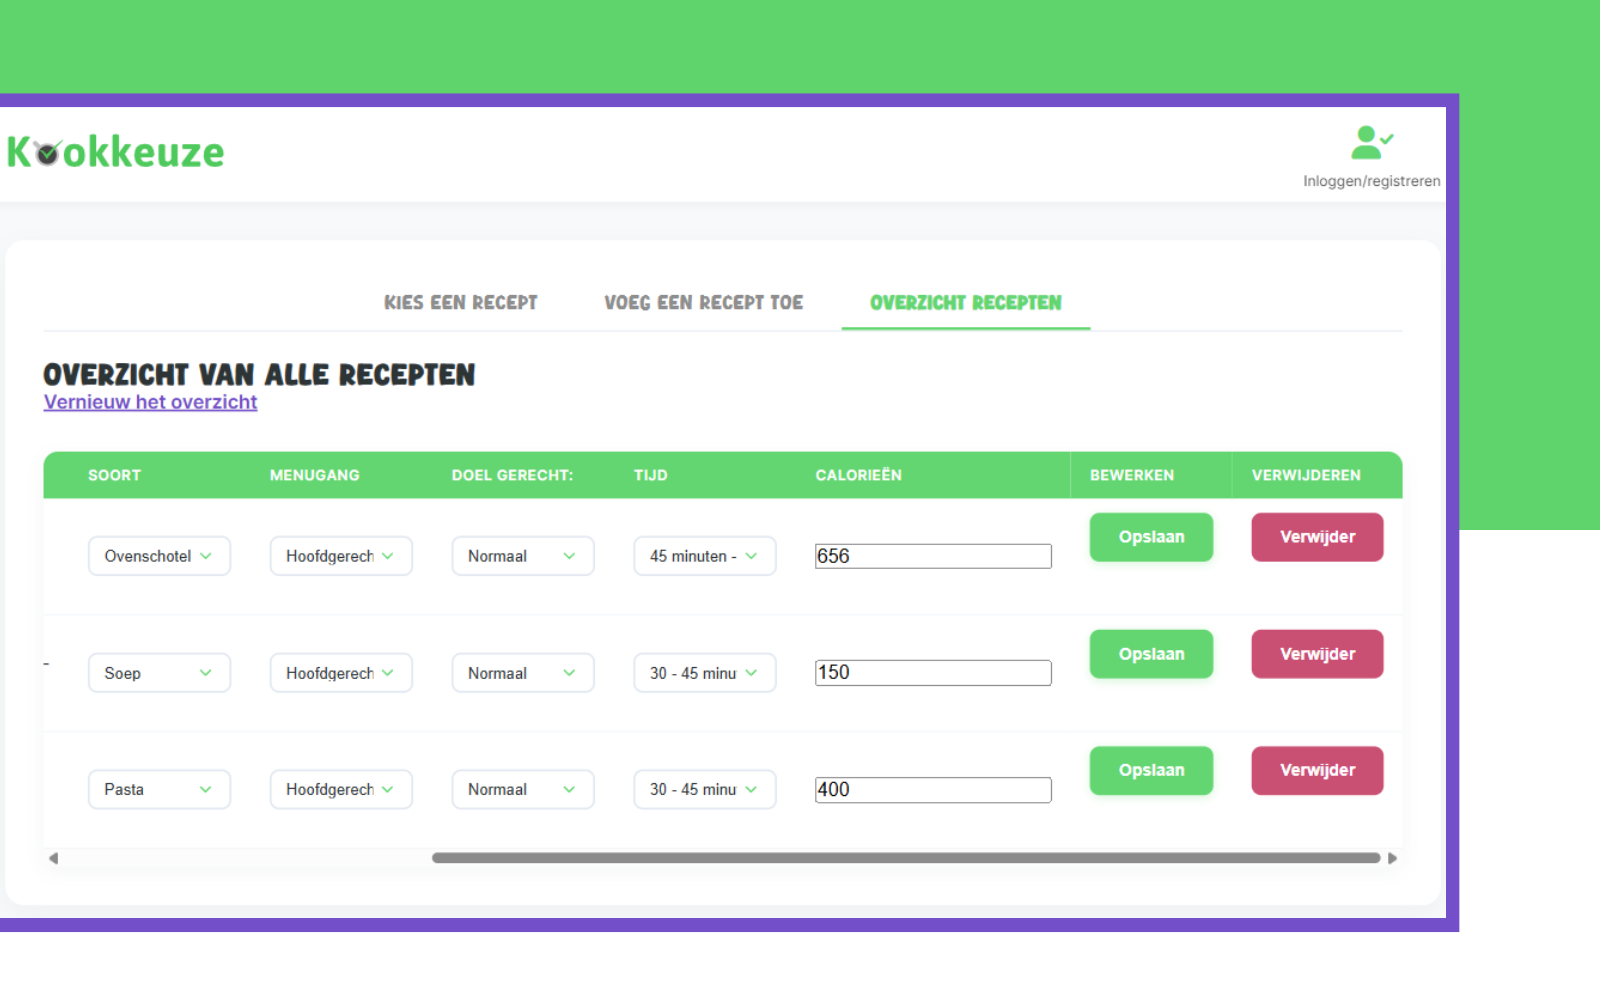 Kookkeuze
Inloggen/registreren
KIES EEN RECEPT VOEG EEN RECEPT TOE OVERZICHT RECEPTEN
OVERZICHT VAN ALLE RECEPTEN
Vernieuw het overzicht
SOORT MENUGANG DOEL GERECHT: TIJD CALORIEËN BEWERKEN VERWIJDEREN
Ovenschotel Hoofdgerech Normaal 45 minuten - 656 Opslaan Verwijder
- Soep Hoofdgerech Normaal 30 - 45 minu 150 Opslaan Verwijder
Pasta Hoofdgerech Normaal 30 - 45 minu 400 Opslaan Verwijder